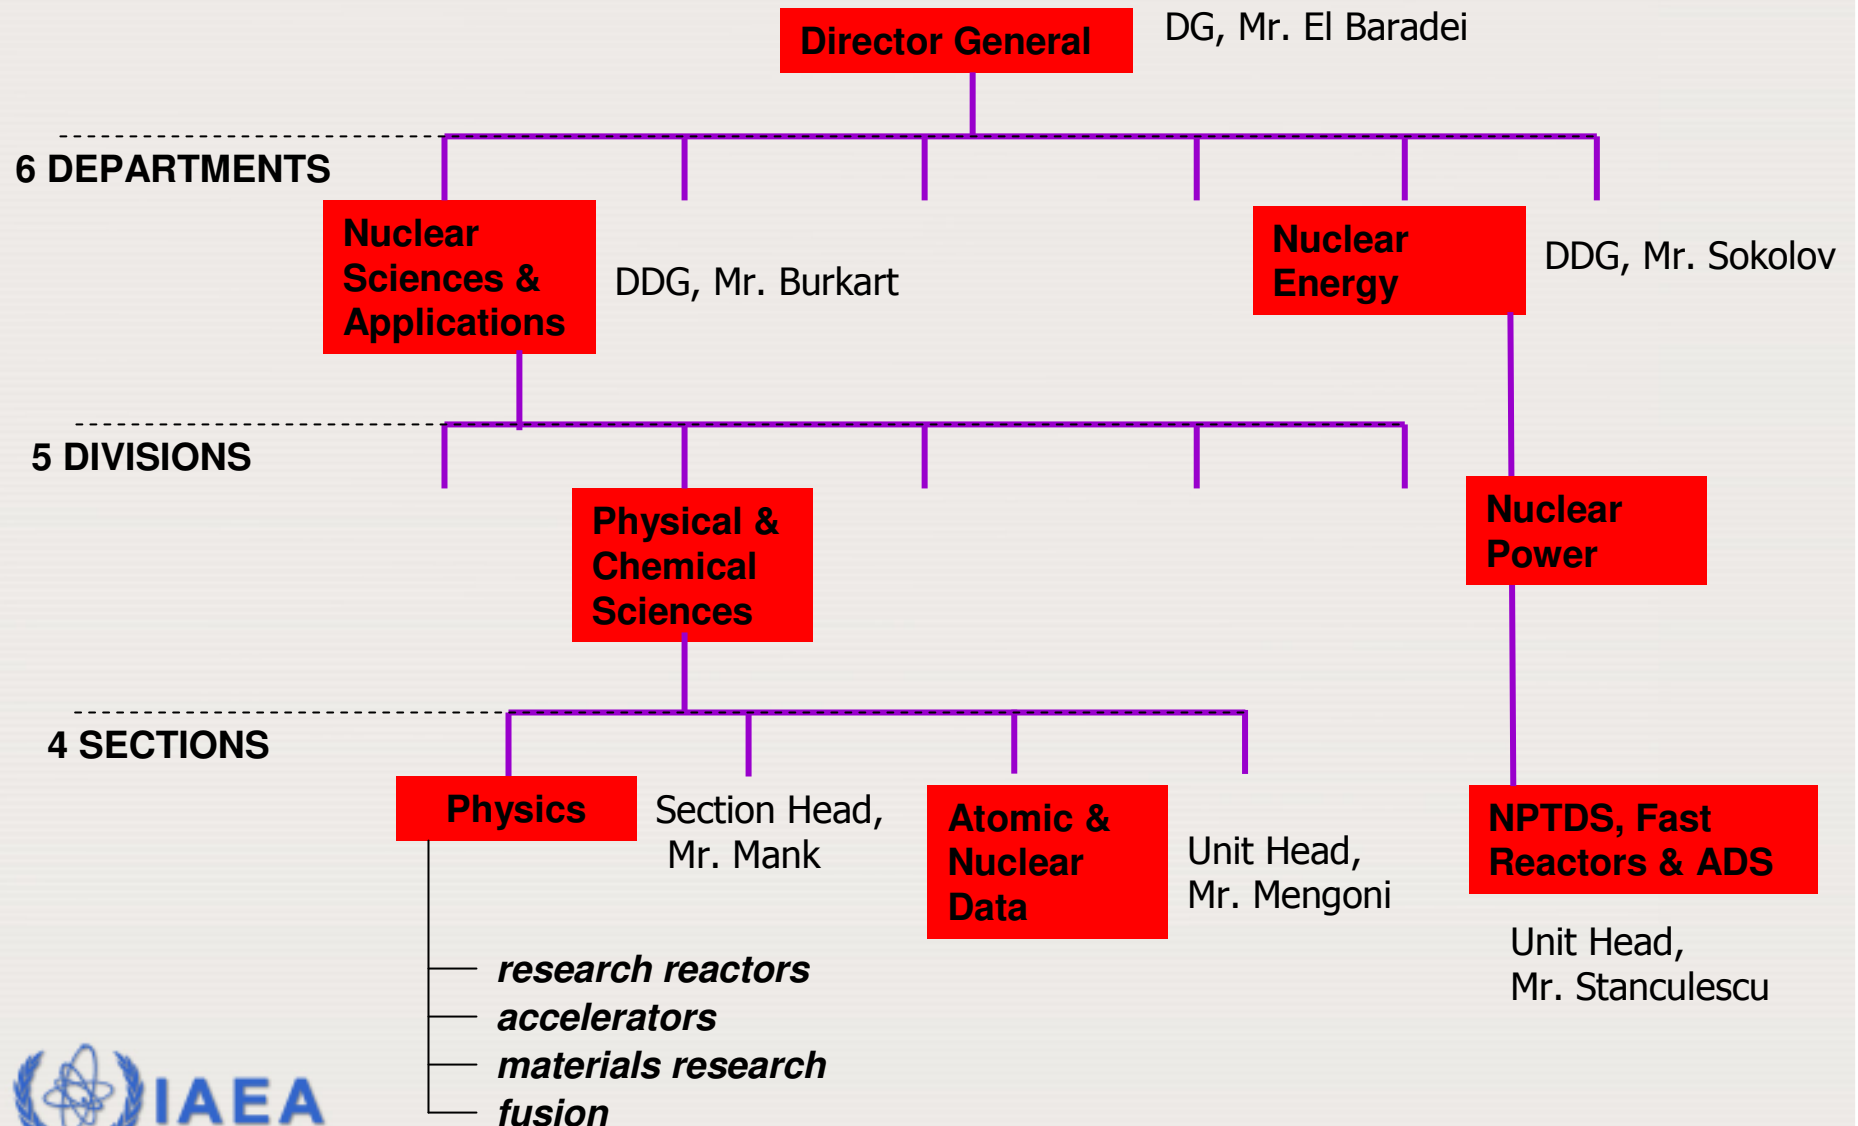 Director General
DG, Mr. El Baradei
6 DEPARTMENTS
Nuclear
Sciences &
Applications
DDG, Mr. Burkart
Nuclear
Energy
DDG, Mr. Sokolov
5 DIVISIONS
Physical &
Chemical
Sciences
Nuclear
Power
4 SECTIONS
Physics
Section Head,
Mr. Mank
Atomic &
Nuclear
Data
Unit Head,
Mr. Mengoni
NPTDS, Fast
Reactors & ADS
Unit Head,
Mr. Stanculescu
research reactors
accelerators
materials research
fusion
IAEA